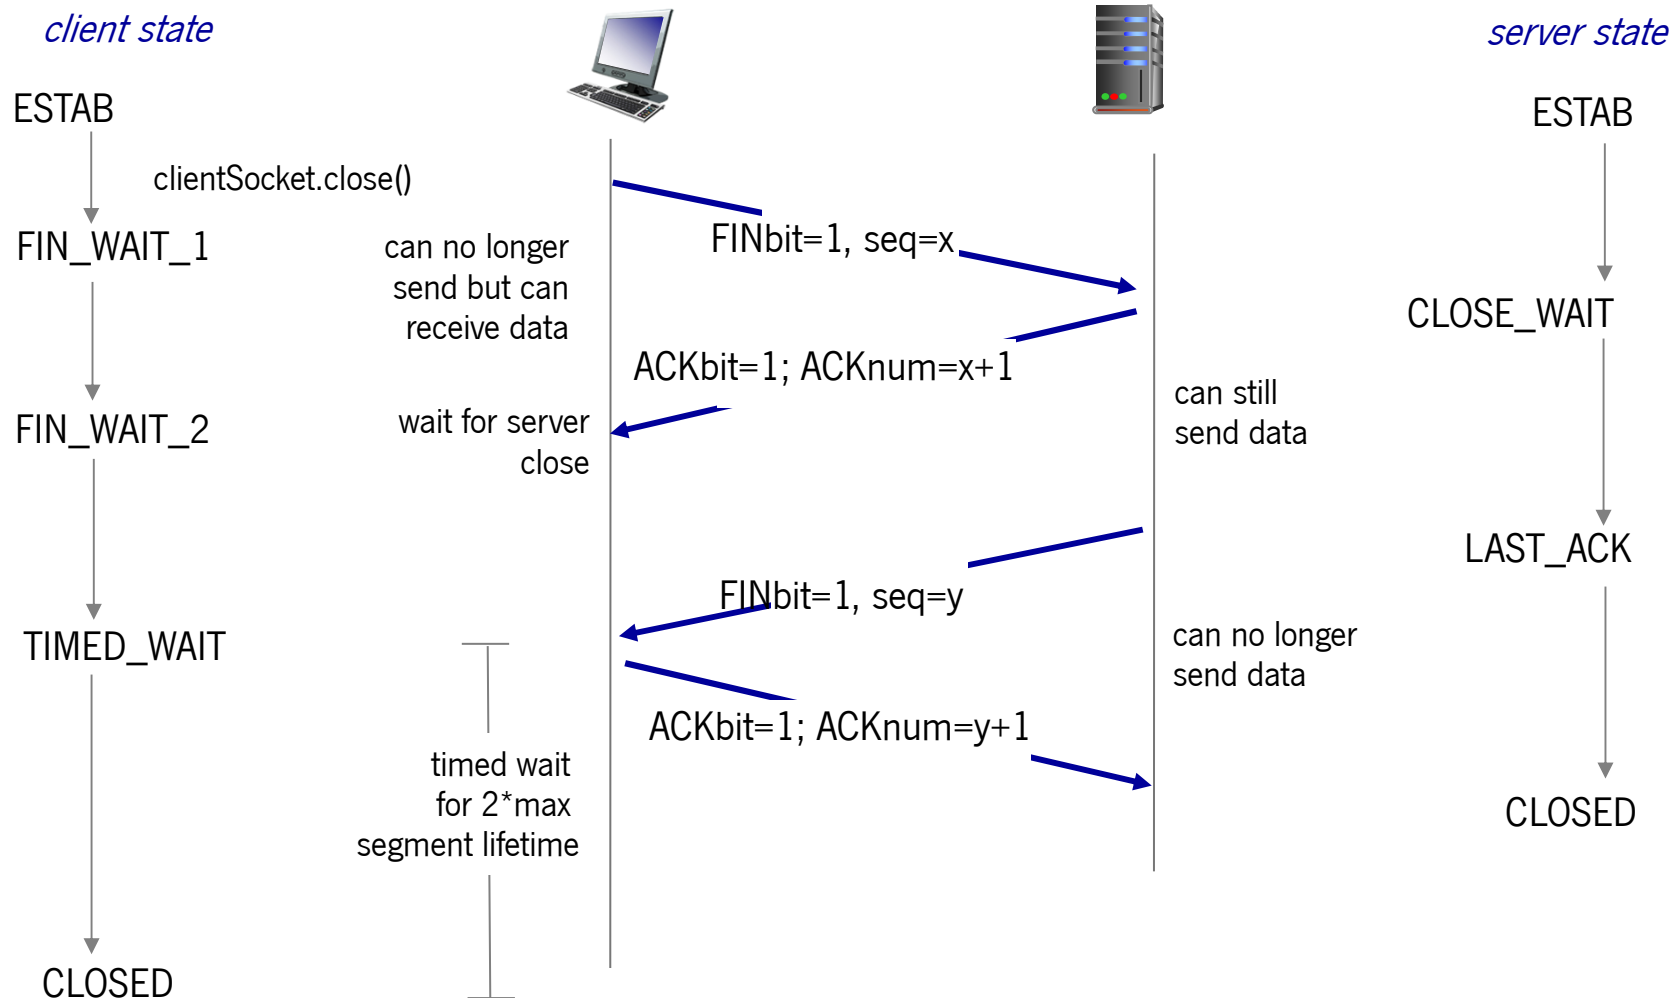 client state
server state
ESTAB
ESTAB
clientSocket.close()
FINbit=1, seq=x
FIN_WAIT_1
can no longer
send but can
receive data
CLOSE_WAIT
ACKbit=1; ACKnum=x+1
can still
send data
FIN_WAIT_2
wait for server
close
LAST_ACK
FINbit=1, seq=y
TIMED_WAIT
can no longer
send data
ACKbit=1; ACKnum=y+1
timed wait
for 2*max
segment lifetime
CLOSED
CLOSED